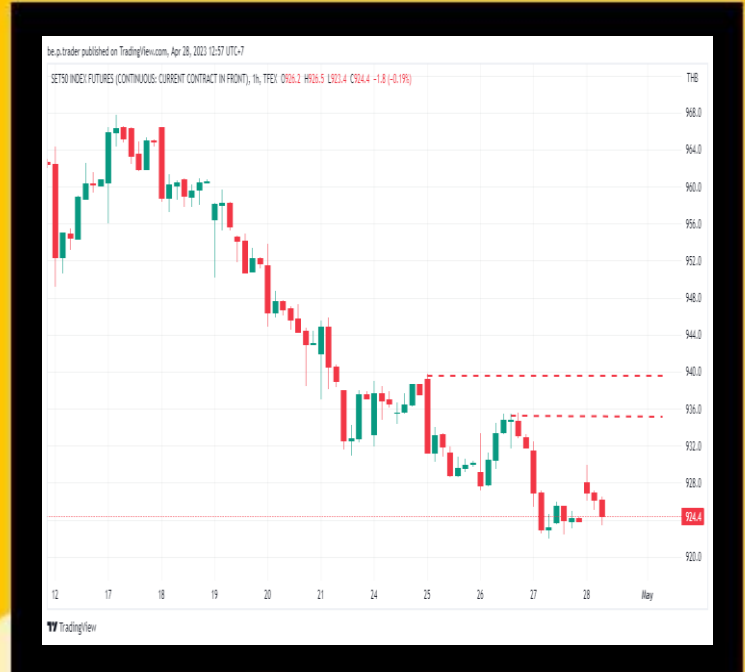 be.p.trader published on TradingView.com, Apr 28, 2023 12:57 UTC+7
SET50 INDEX FUTURES (CONTINUOUS: CURRENT CONTRACT IN FRONT), 1h, TFEX O926.2 H926.5 L923.4 C924.4 −1.8 (−0.19%)
THB
968.0
964.0
960.0
956.0
952.0
948.0
944.0
940.0
936.0
932.0
928.0
924.4
920.0
12 17 18 19 20 21 24 25 26 27 28 May
TradingView